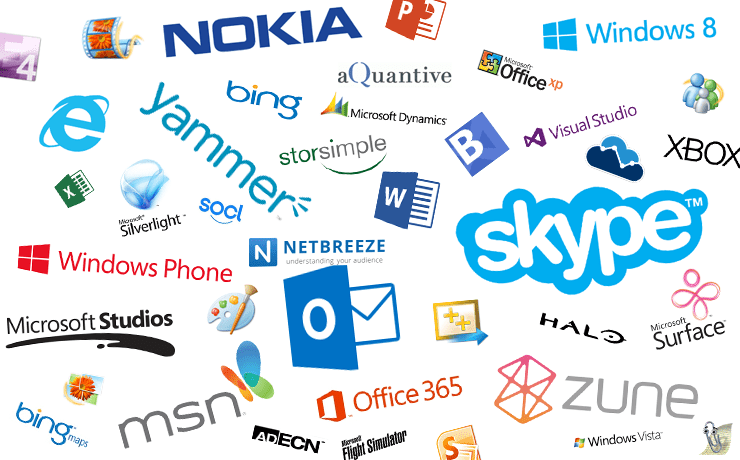 4
NOKIA
P
Windows 8
aQuantive
Microsoft
Office xp
bing
Microsoft Dynamics
yammer
e
storsimple
B
Visual Studio
XBOX
X
W
Microsoft
Silverlight
socl
skype TM
Windows Phone
N NETBREEZE
understanding your audience
O
Microsoft Studios
HALO
Microsoft
Surface
bing
maps
msn
Office 365
zune
ADECN
Microsoft
Flight Simulator
S
Windows Vista